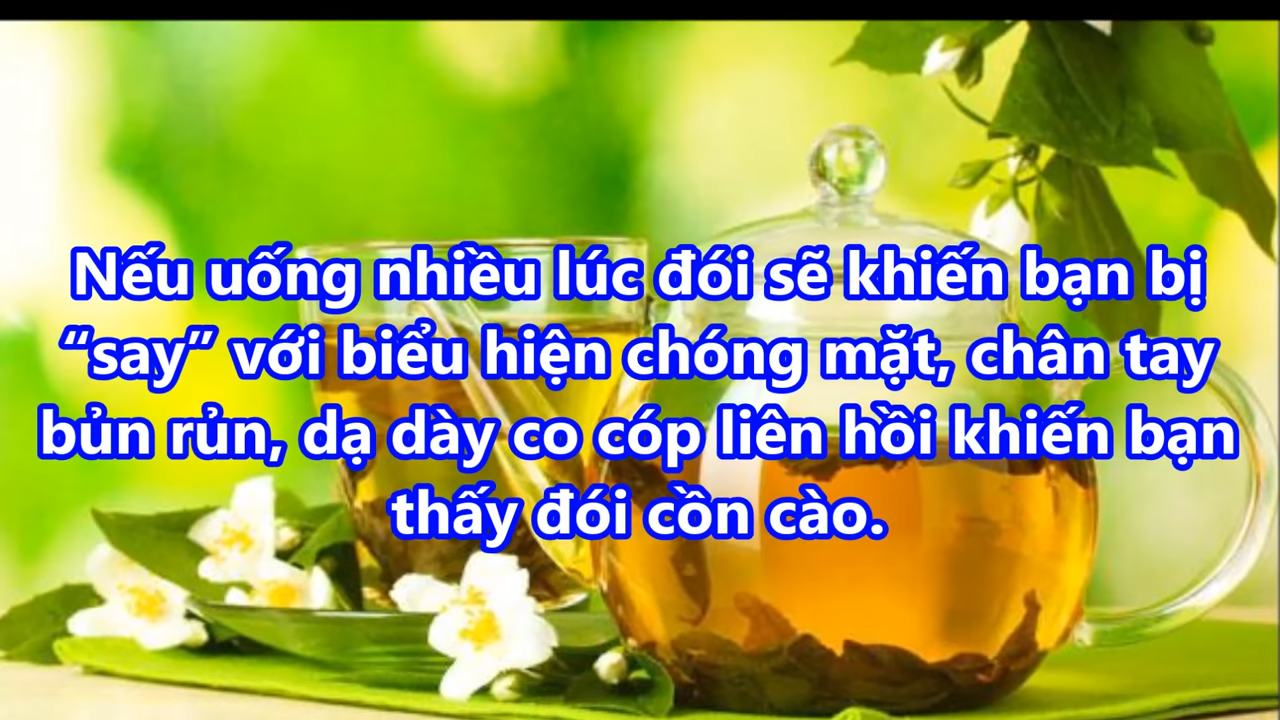 Nếu uống nhiều lúc đói sẽ khiến bạn bị
“say” với biểu hiện chóng mặt, chân tay
bủn rủn, dạ dày co cóp liên hồi khiến bạn
thấy đói cồn cào.